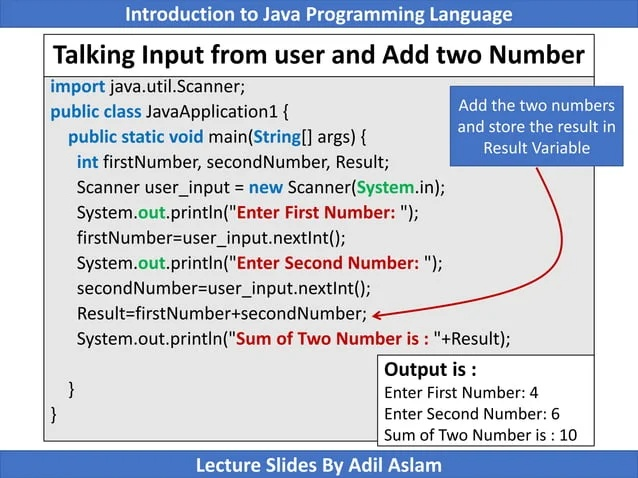 Introduction to Java Programming Language
Talking Input from user and Add two Number
import java.util.Scanner;
public class JavaApplication1 {
public static void main(String[] args) {
int firstNumber, secondNumber, Result;
Scanner user_input = new Scanner(System.in);
System.out.println("Enter First Number: ");
firstNumber=user_input.nextInt();
System.out.println("Enter Second Number: ");
secondNumber=user_input.nextInt();
Result=firstNumber+secondNumber;
System.out.println("Sum of Two Number is : "+Result);
}
}
Add the two numbers
and store the result in
Result Variable
Output is :
Enter First Number: 4
Enter Second Number: 6
Sum of Two Number is : 10
Lecture Slides By Adil Aslam